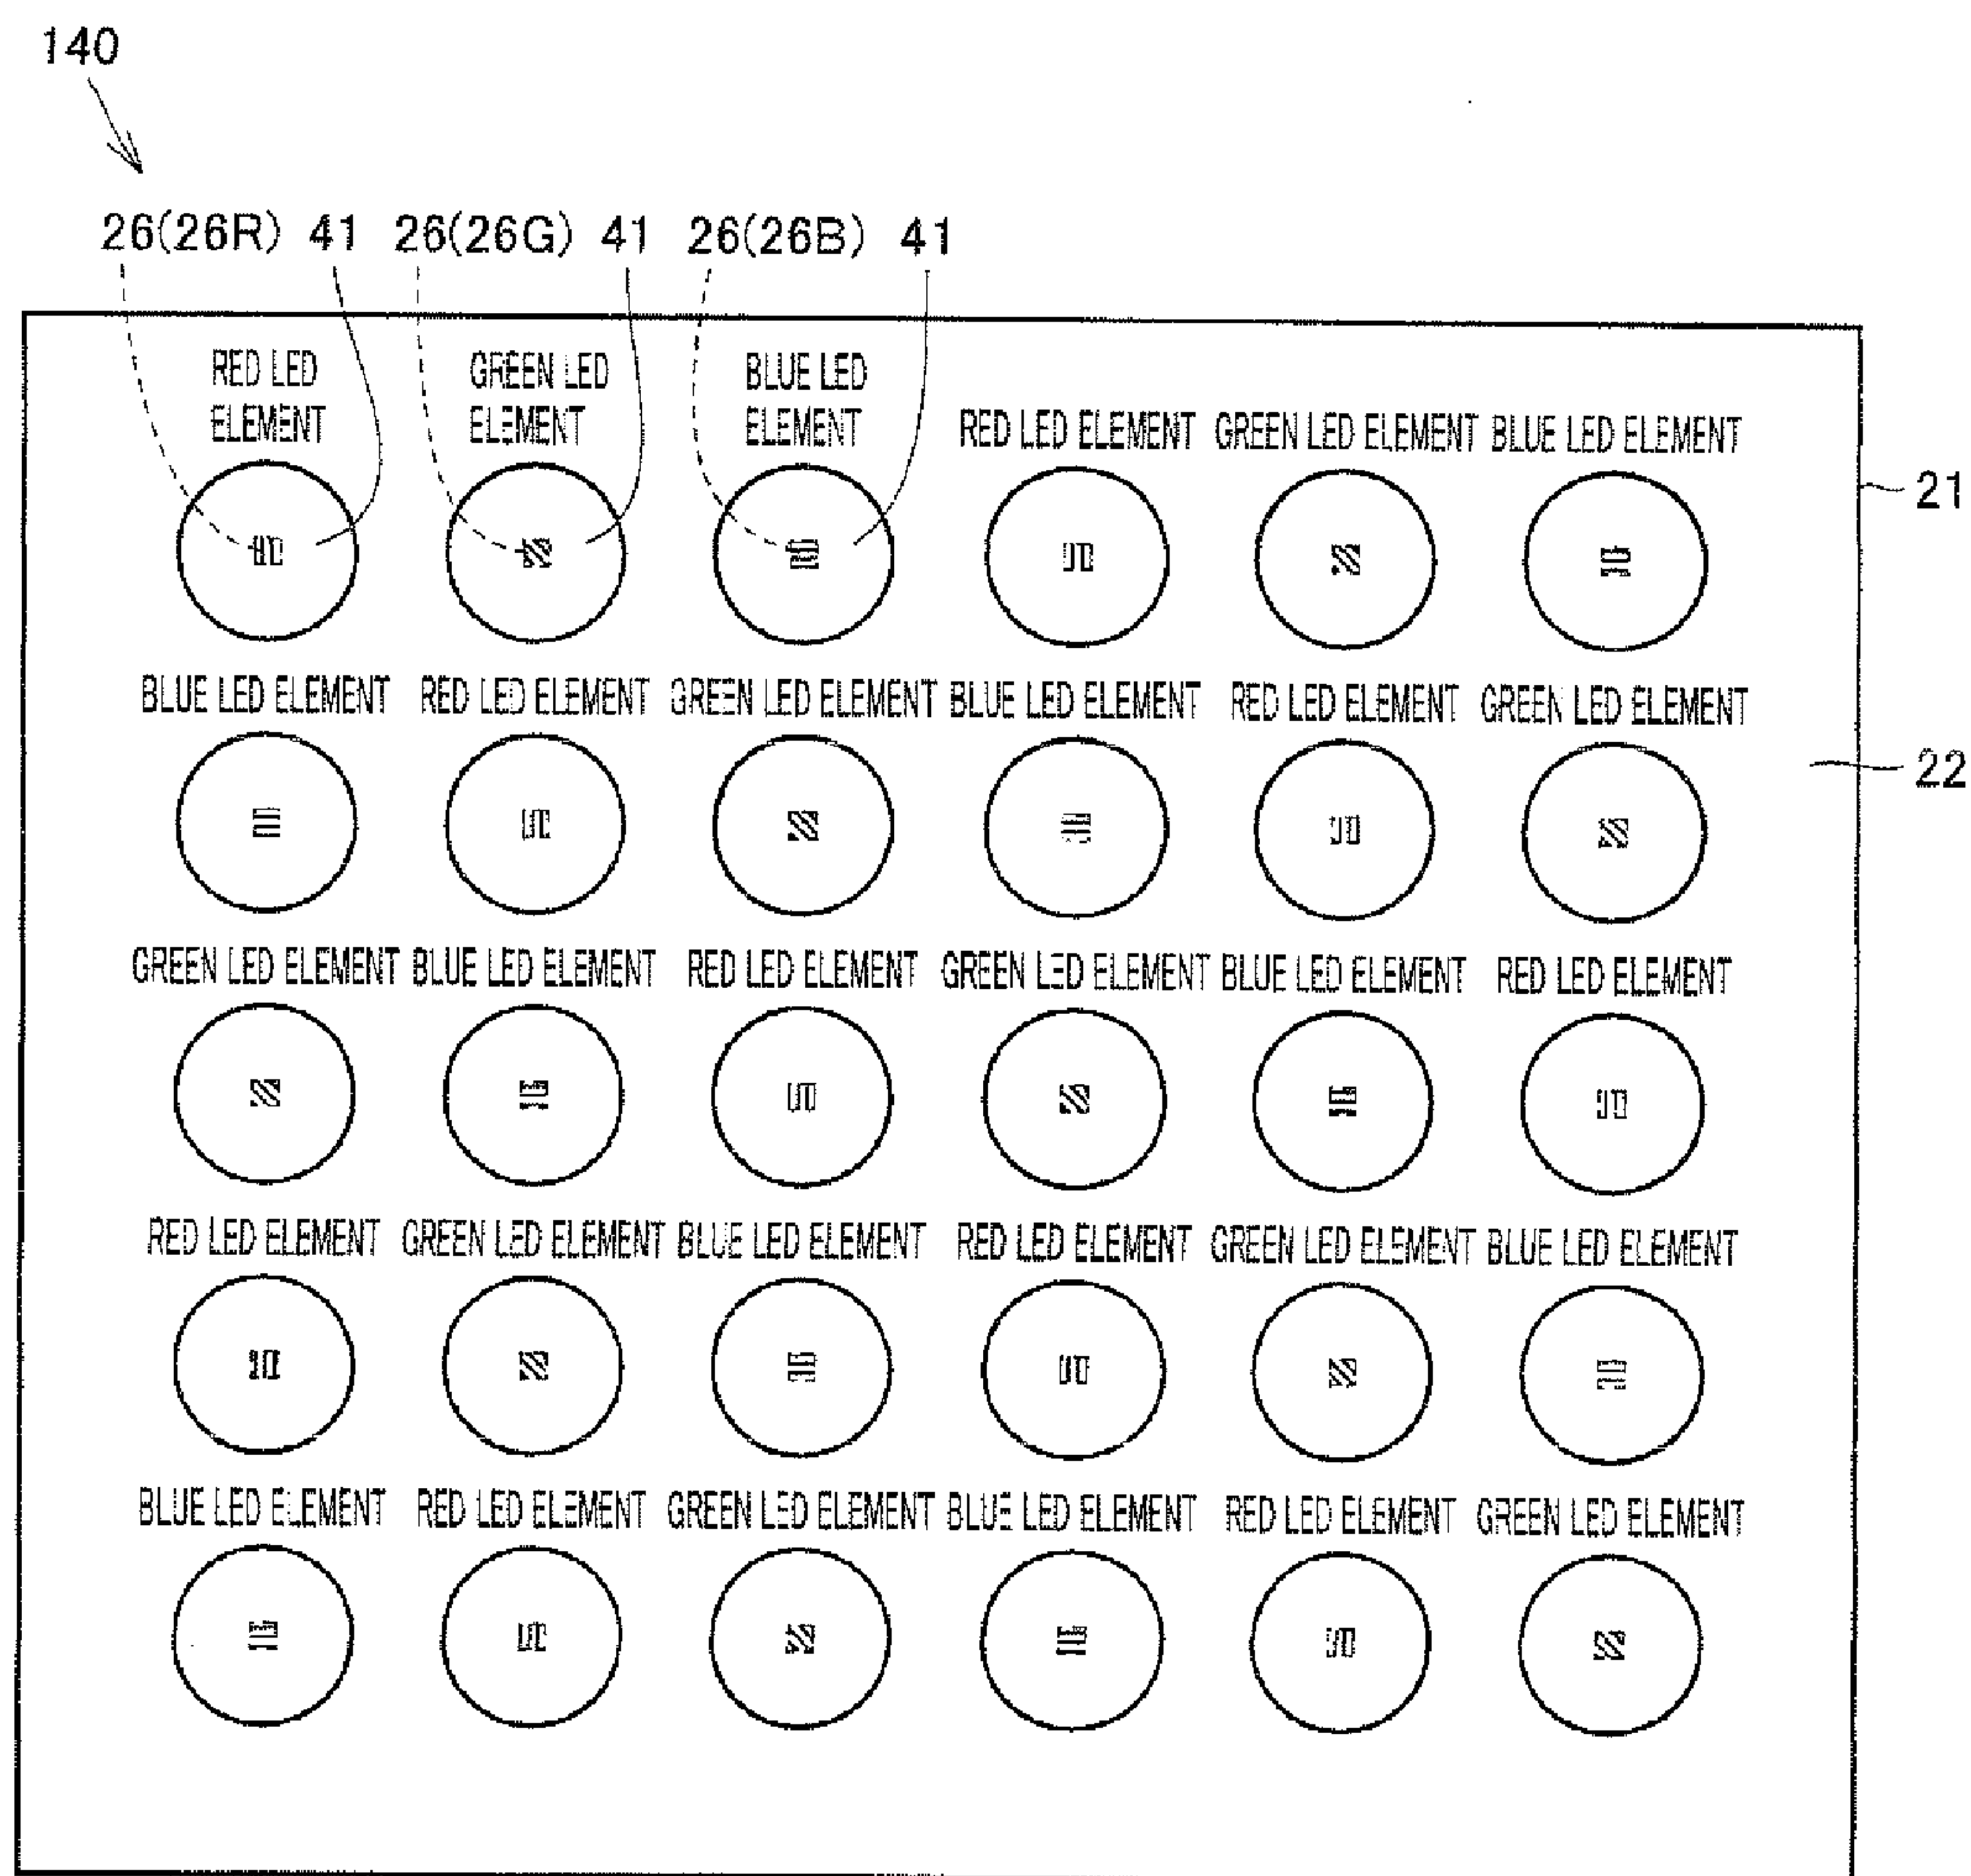 140
26(26R) 41 26(26G) 41 26(26B) 41
RED LED ELEMENT
GREEN LED ELEMENT
BLUE LED ELEMENT
RED LED ELEMENT GREEN LED ELEMENT BLUE LED ELEMENT
21
BLUE LED ELEMENT RED LED ELEMENT GREEN LED ELEMENT BLUE LED ELEMENT RED LED ELEMENT GREEN LED ELEMENT
22
GREEN LED ELEMENT BLUE LED ELEMENT RED LED ELEMENT GREEN LED ELEMENT BLUE LED ELEMENT RED LED ELEMENT
RED LED ELEMENT GREEN LED ELEMENT BLUE LED ELEMENT RED LED ELEMENT GREEN LED ELEMENT BLUE LED ELEMENT
BLUE LED ELEMENT RED LED ELEMENT GREEN LED ELEMENT BLUE LED ELEMENT RED LED ELEMENT GREEN LED ELEMENT